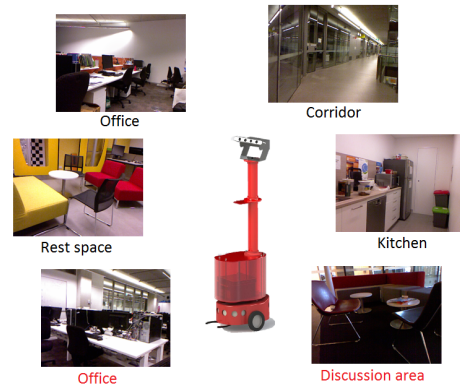 Office
Corridor
Rest space
Kitchen
Office
Discussion area